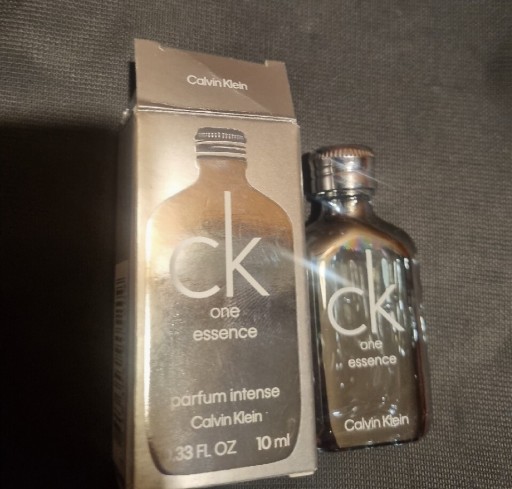 Calvin Klein
ck
one
essence
parfum intense
Calvin Klein
.33 FL OZ 10 ml
ck
one
essence
Calvin Klein